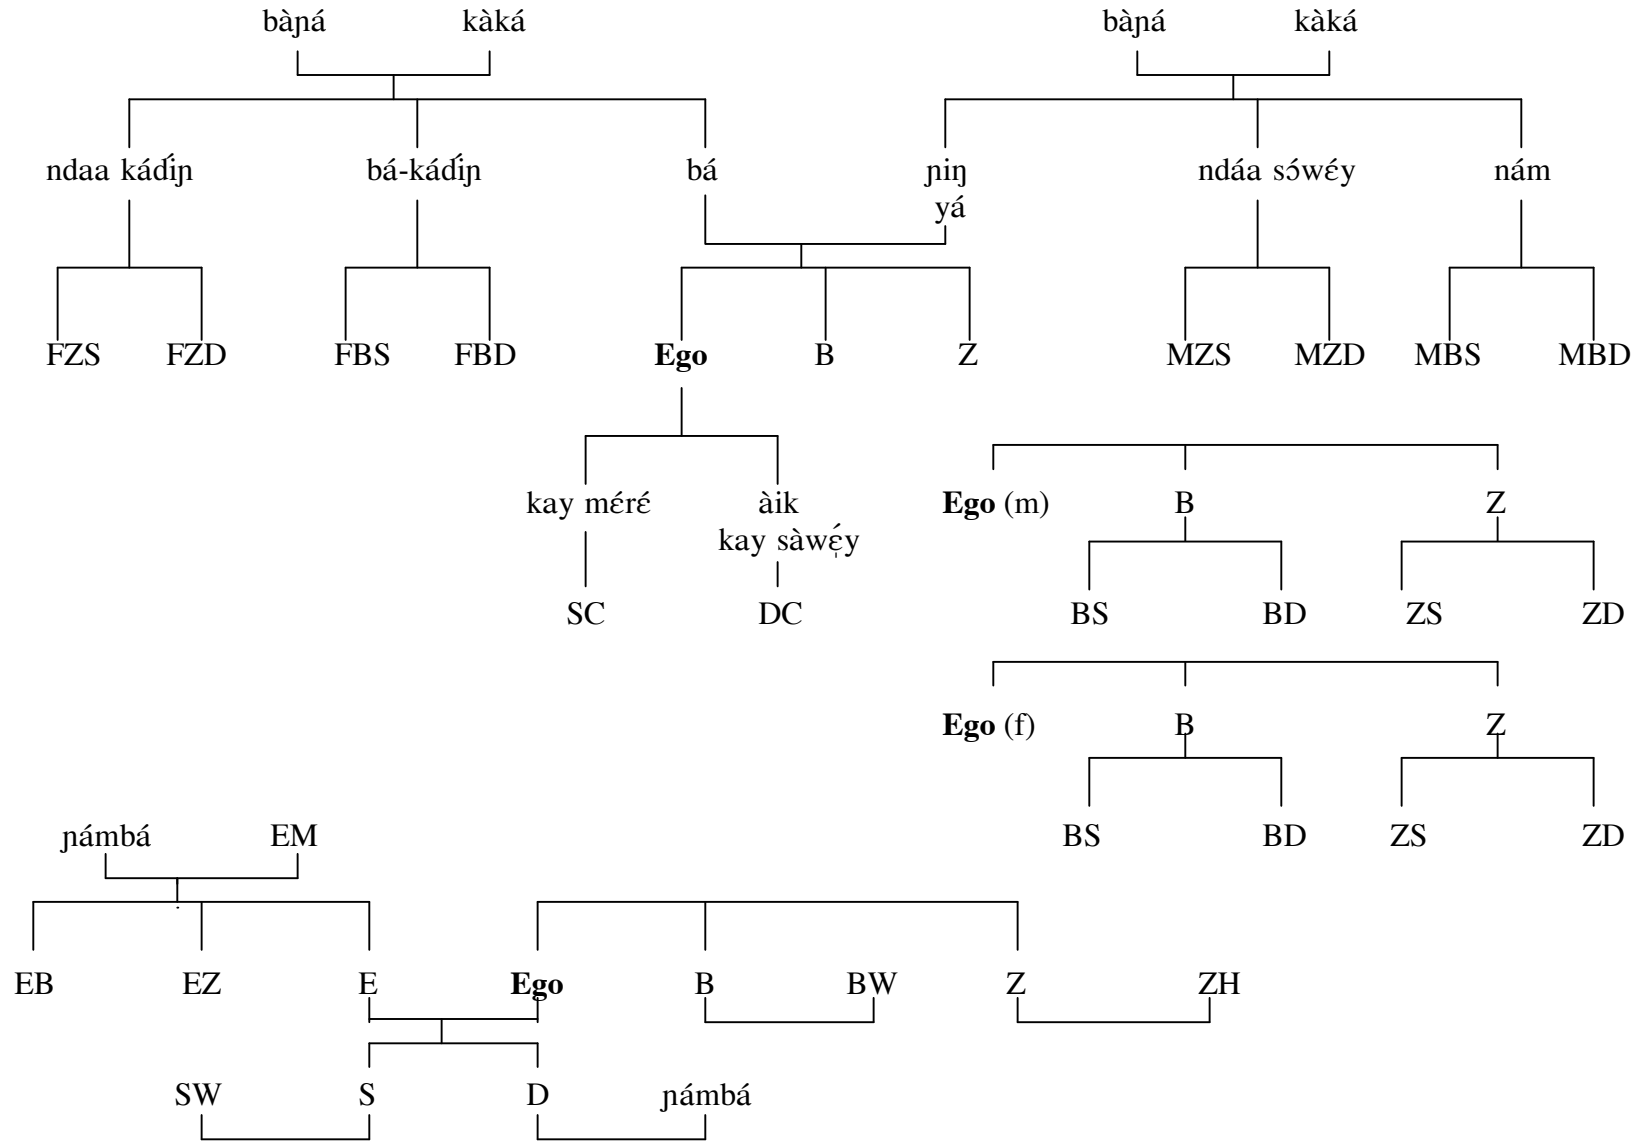 bàɲá kàká bàɲá kàká
ndaa kádɨ́ɲ bá-kádɨ́ɲ bá ɲiŋ ndáa sɔ́wɛ́y nám
yá
FZS FZD FBS FBD Ego B Z MZS MZD MBS MBD
kay mɛ́rɛ́ àik Ego (m) B Z
kay sàwɛ̩́y
SC DC BS BD ZS ZD
Ego (f) B Z
ɲámbá EM BS BD ZS ZD
EB EZ E Ego B BW Z ZH
SW S D ɲámbá